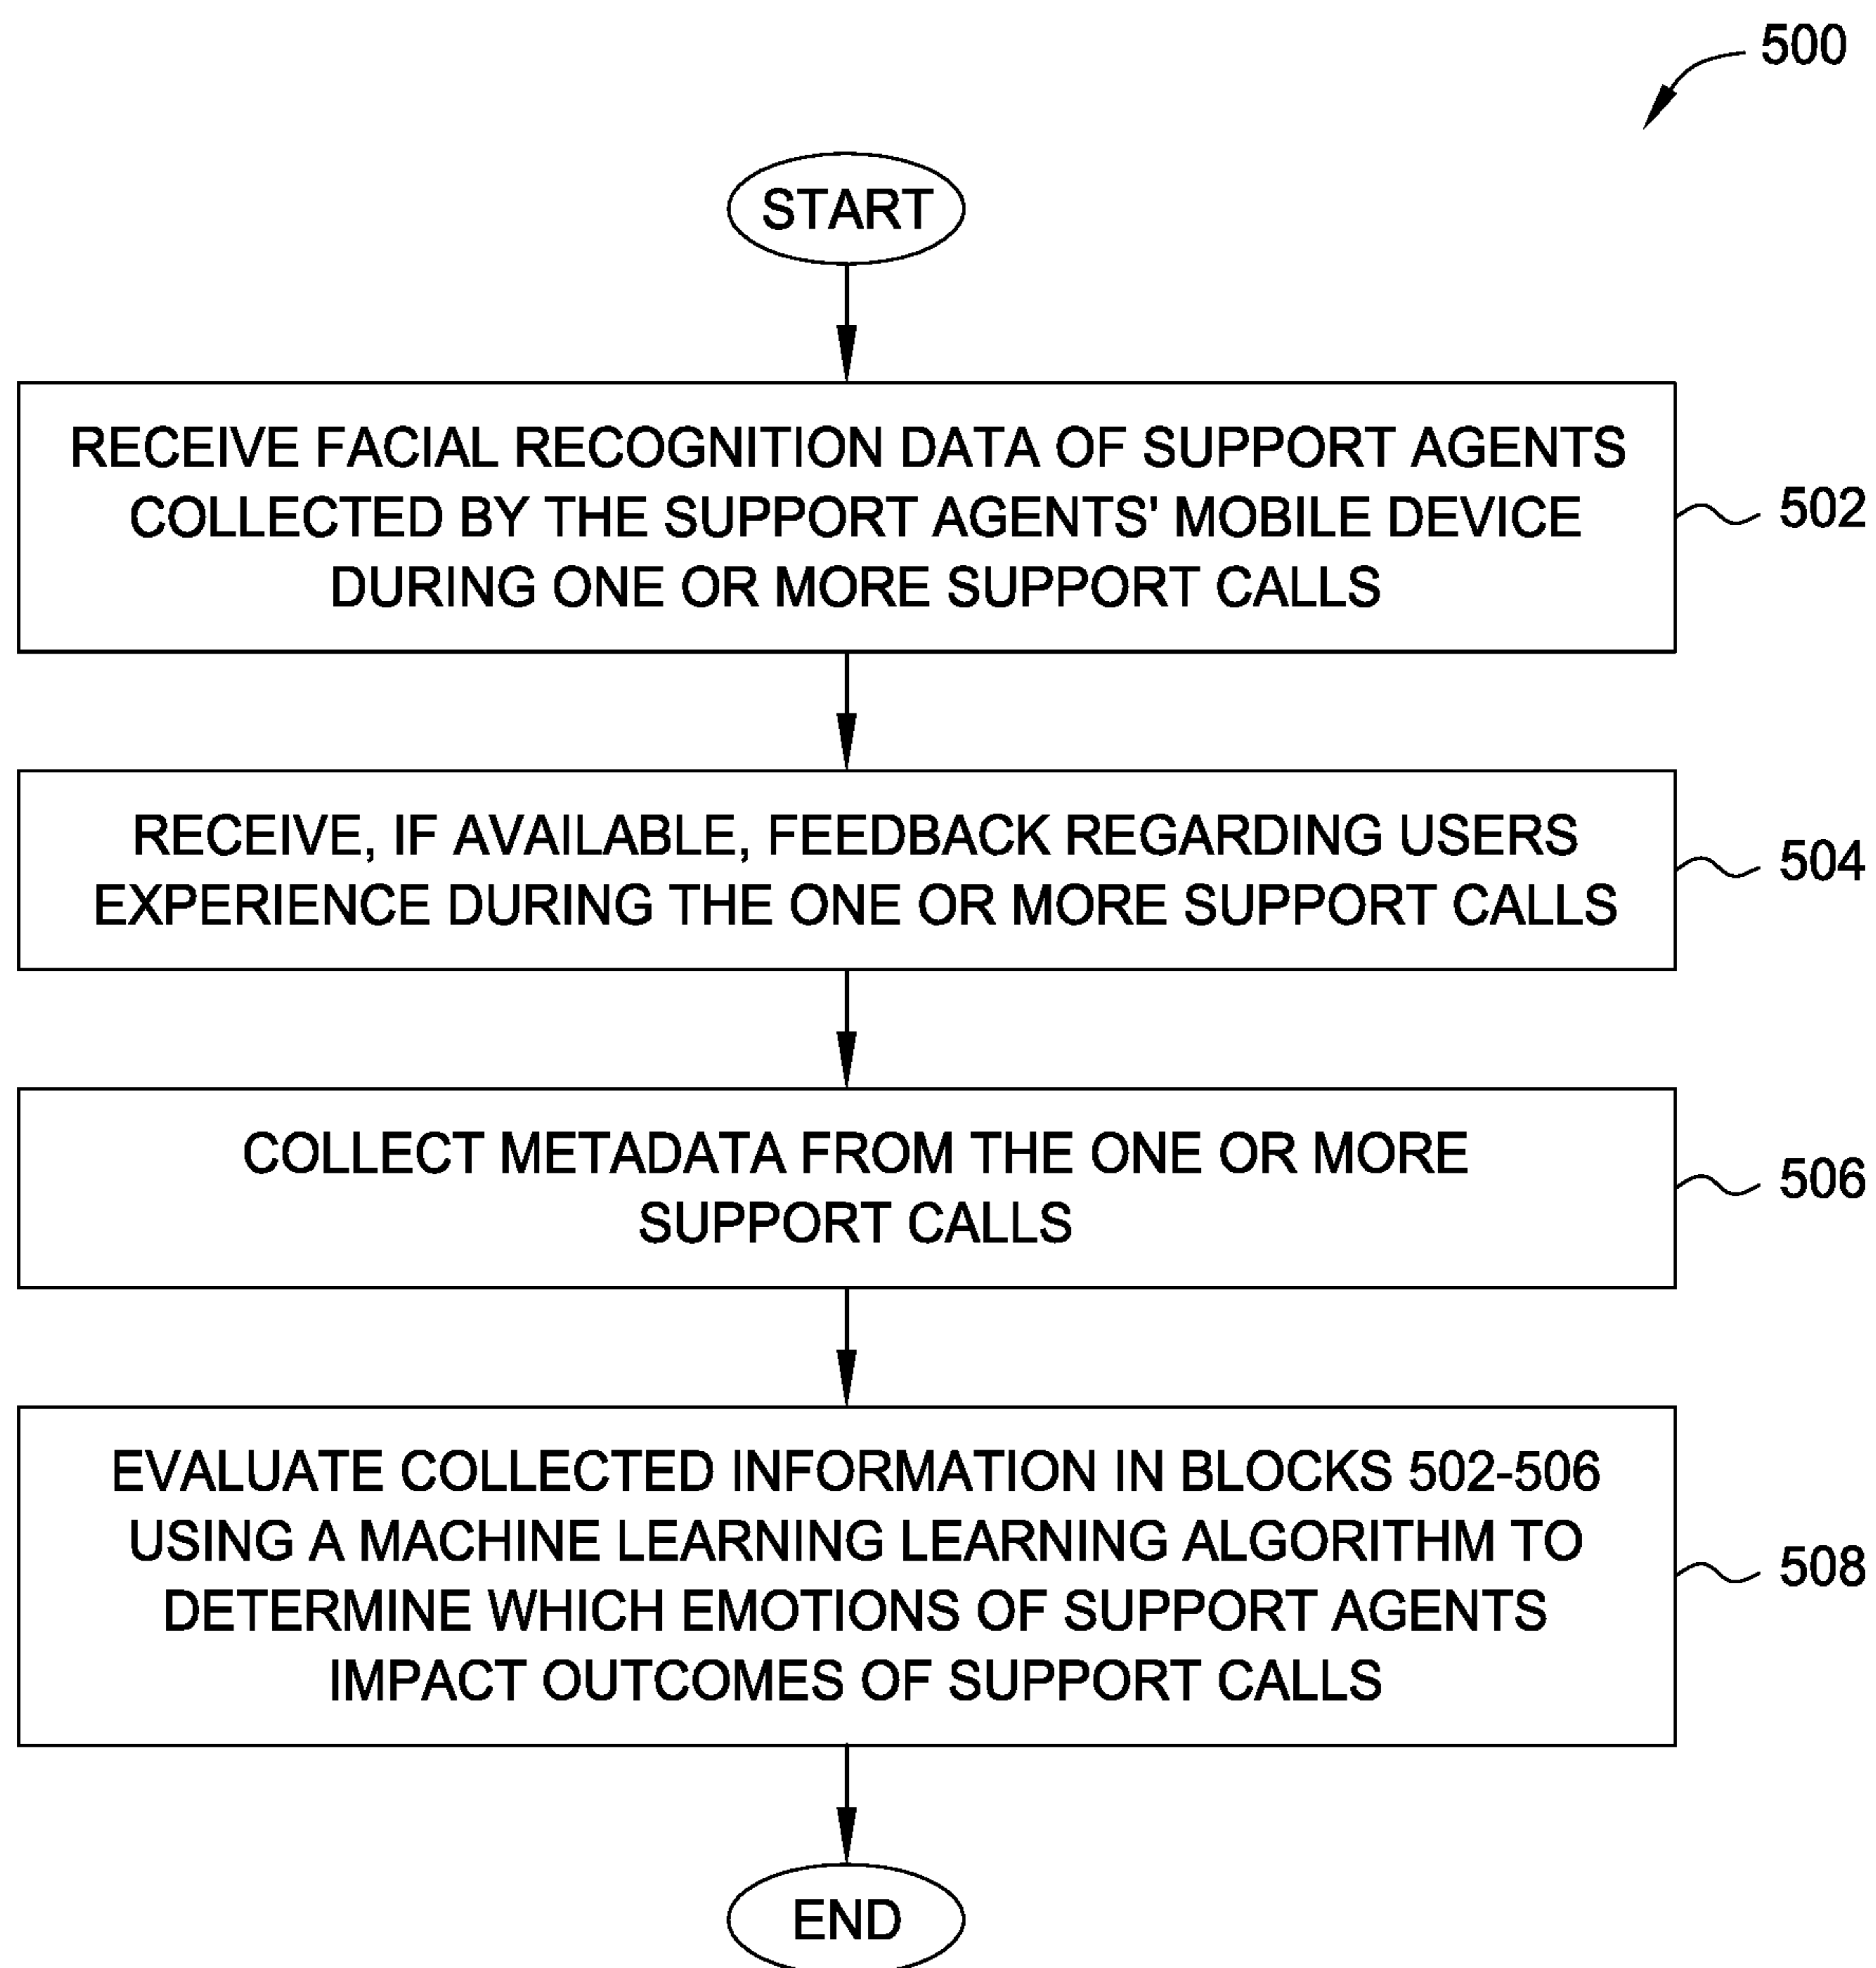 500
START
RECEIVE FACIAL RECOGNITION DATA OF SUPPORT AGENTS
COLLECTED BY THE SUPPORT AGENTS' MOBILE DEVICE
DURING ONE OR MORE SUPPORT CALLS
502
RECEIVE, IF AVAILABLE, FEEDBACK REGARDING USERS
EXPERIENCE DURING THE ONE OR MORE SUPPORT CALLS
504
COLLECT METADATA FROM THE ONE OR MORE
SUPPORT CALLS
506
EVALUATE COLLECTED INFORMATION IN BLOCKS 502-506
USING A MACHINE LEARNING LEARNING ALGORITHM TO
DETERMINE WHICH EMOTIONS OF SUPPORT AGENTS
IMPACT OUTCOMES OF SUPPORT CALLS
508
END